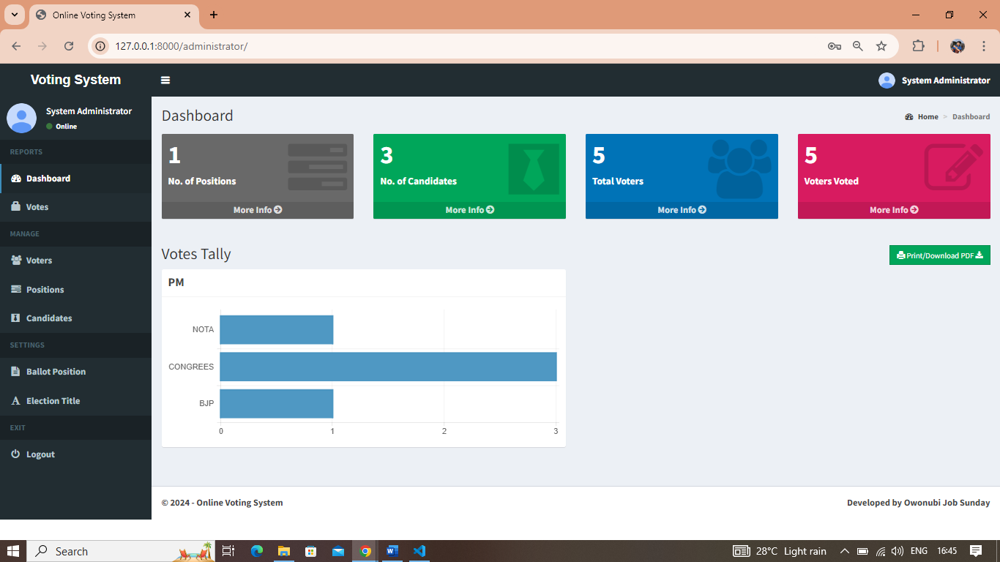 Online Voting System
127.0.0.1:8000/administrator/
Voting System
System Administrator
System Administrator
Online
REPORTS
Dashboard
Votes
MANAGE
Voters
Positions
Candidates
SETTINGS
Ballot Position
Election Title
EXIT
Logout
Dashboard
Home > Dashboard
1
No. of Positions
More Info
3
No. of Candidates
More Info
5
Total Voters
More Info
5
Voters Voted
More Info
Votes Tally
Print/Download PDF
PM
NOTA
CONGREES
BJP
0 1 2 3
© 2024 - Online Voting System
Developed by Owonubi Job Sunday
Search
28°C Light rain
ENG
16:45